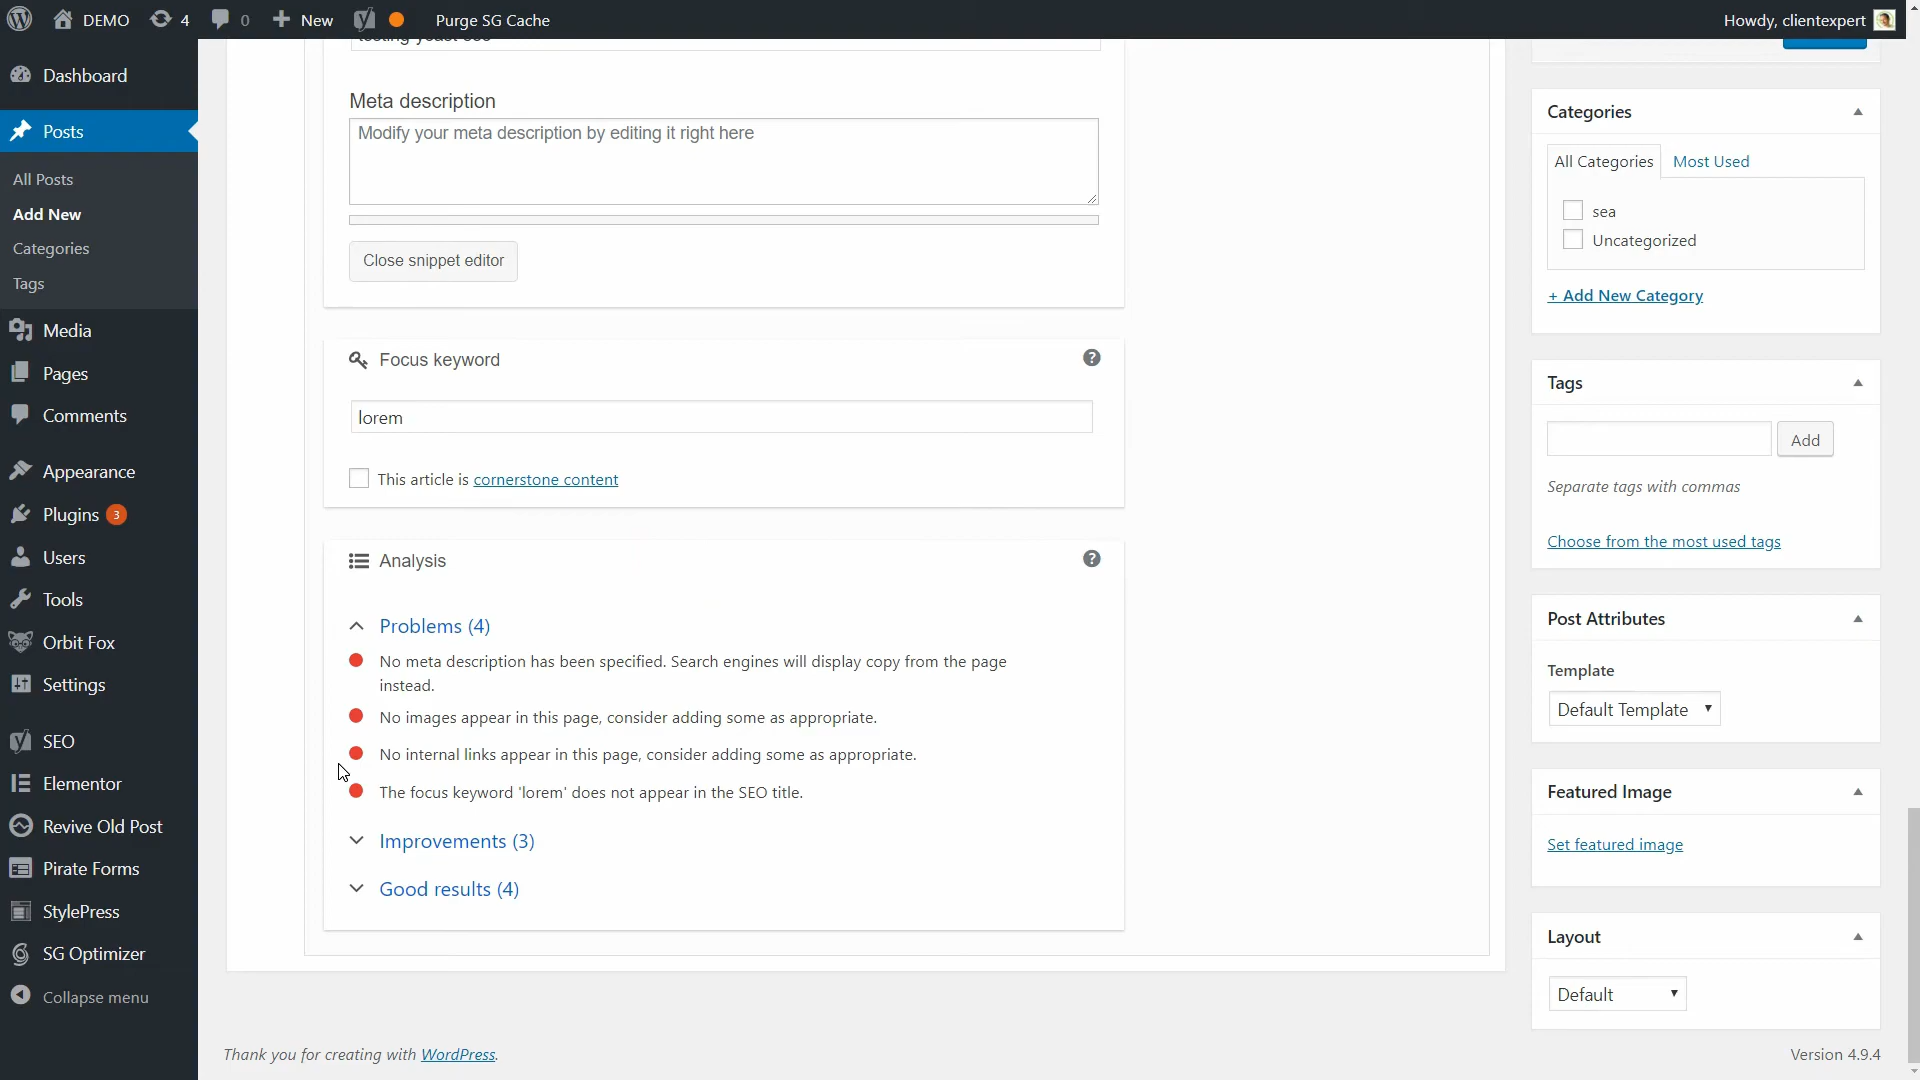 DEMO
4
0
New
Purge SG Cache
Howdy, clientexpert
Dashboard
Posts
All Posts
Add New
Categories
Tags
Media
Pages
Comments
Appearance
Plugins 3
Users
Tools
Orbit Fox
Settings
SEO
Elementor
Revive Old Post
Pirate Forms
StylePress
SG Optimizer
Collapse menu
Meta description
Modify your meta description by editing it right here
Close snippet editor
Focus keyword
lorem
This article is cornerstone content
Analysis
Problems (4)
No meta description has been specified. Search engines will display copy from the page
instead.
No images appear in this page, consider adding some as appropriate.
No internal links appear in this page, consider adding some as appropriate.
The focus keyword 'lorem' does not appear in the SEO title.
Improvements (3)
Good results (4)
Categories
All Categories
Most Used
sea
Uncategorized
+ Add New Category
Tags
Add
Separate tags with commas
Choose from the most used tags
Post Attributes
Template
Default Template
Featured Image
Set featured image
Layout
Default
Thank you for creating with WordPress.
Version 4.9.4